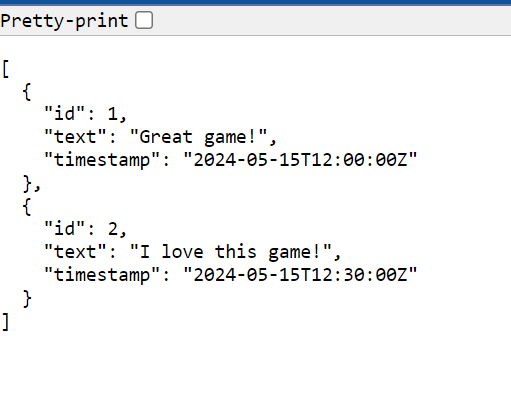 Pretty-print
[
  {
    "id": 1,
    "text": "Great game!",
    "timestamp": "2024-05-15T12:00:00Z"
  },
  {
    "id": 2,
    "text": "I love this game!",
    "timestamp": "2024-05-15T12:30:00Z"
  }
]